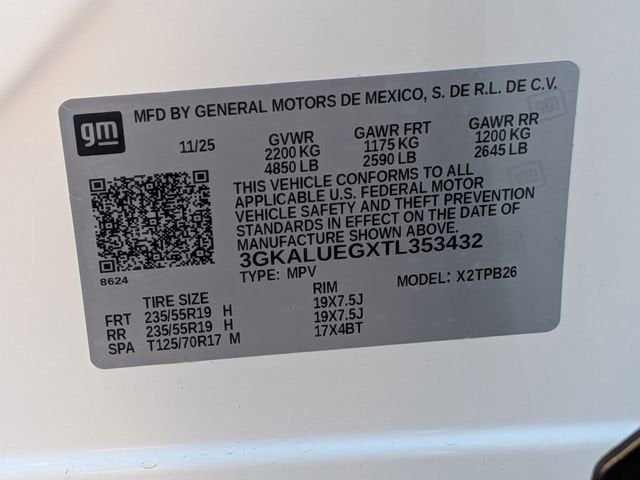 gm
MFD BY GENERAL MOTORS DE MEXICO, S. DE R.L. DE C.V.
11/25 GVWR GAWR FRT GAWR RR
2200 KG 1175 KG 1200 KG
4850 LB 2590 LB 2645 LB
THIS VEHICLE CONFORMS TO ALL
APPLICABLE U.S. FEDERAL MOTOR
VEHICLE SAFETY AND THEFT PREVENTION
STANDARDS IN EFFECT ON THE DATE OF
MANUFACTURE SHOWN ABOVE.
3GKALUEGXTL353432
8624
TYPE: MPV MODEL: X2TPB26
TIRE SIZE RIM
FRT 235/55R19 H 19X7.5J
RR 235/55R19 H 19X7.5J
SPA T125/70R17 M 17X4BT